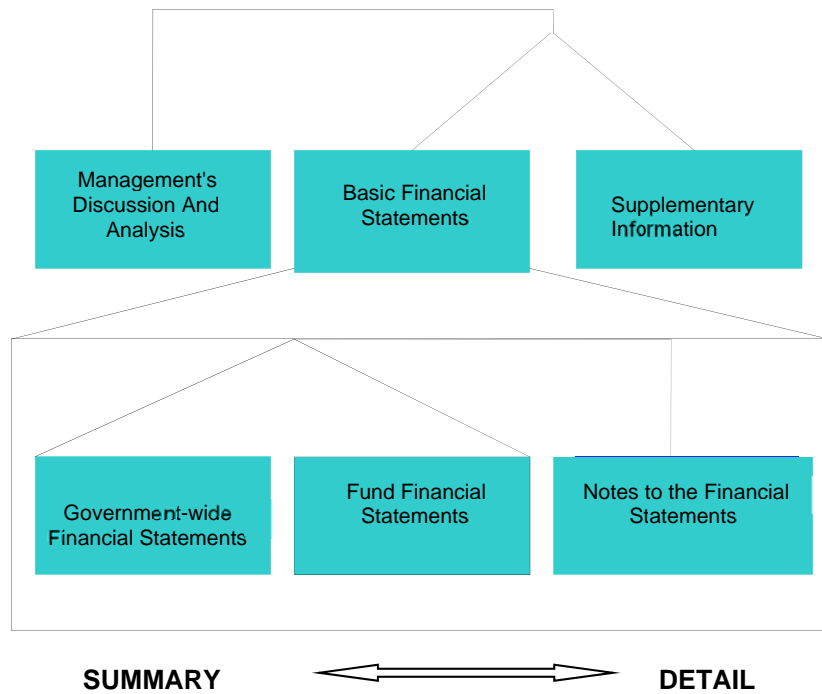 Management's
Discussion And
Analysis
Basic Financial
Statements
Supplementary
Information
Government-wide
Financial Statements
Fund Financial
Statements
Notes to the Financial
Statements
SUMMARY
DETAIL